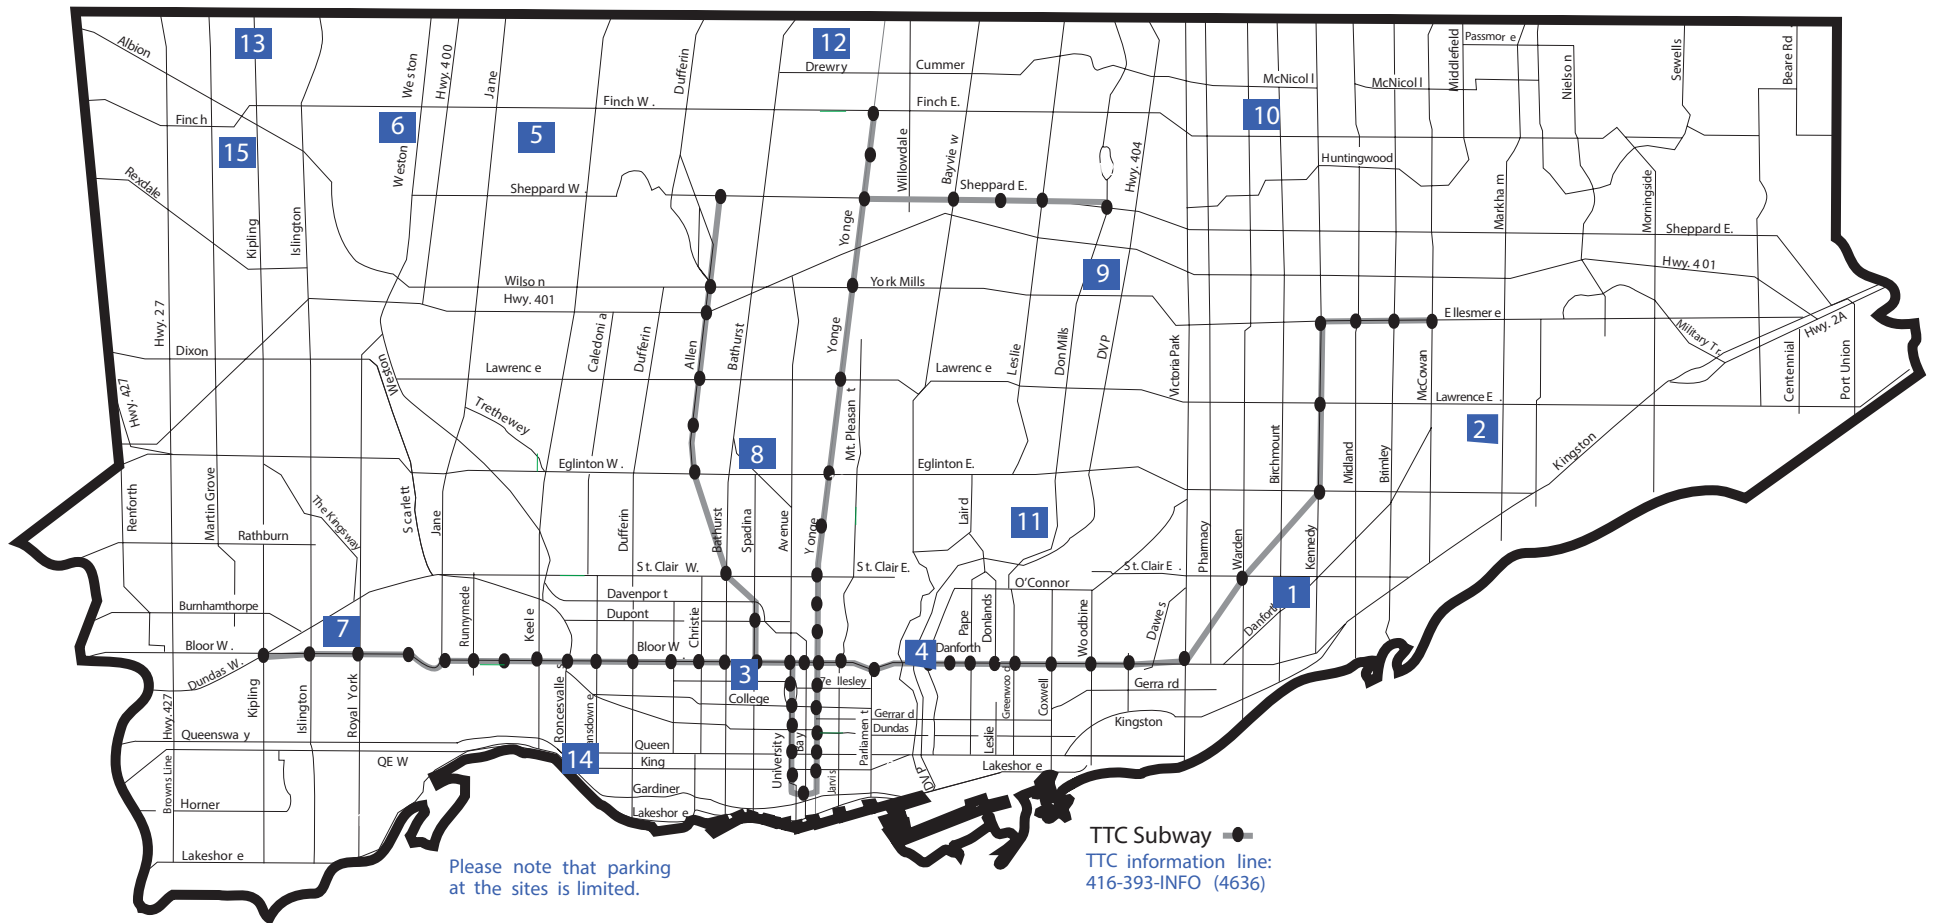 13
12
Albion
Weston
Hwy. 400
Jane
Dufferin
Drewry
Cummer
McNicoll
McNicoll
Middlefield
Passmore
Nielson
Sewells
Beare Rd
Finch
Finch W.
Finch E.
6
5
10
15
Rexdale
Weston
Sheppard W.
Willowdale
Bayview
Sheppard E.
Hwy. 404
Huntingwood
Markham
Morningside
Sheppard E.
Kipling
Islington
Yonge
Hwy. 27
Wilson
Hwy. 401
York Mills
9
Hwy. 401
Ellesmere
Military Tr.
Hwy. 2A
Dixon
Weston
Caledonia
Dufferin
Allen
Bathurst
Yonge
Leslie
Don Mills
DVP
Victoria Park
McCowan
Centennial
Port Union
Hwy. 427
Lawrence
Lawrence
Lawrence E.
Trethewey
Mt. Pleasant
2
Kingston
8
Eglinton W.
Eglinton E.
Renforth
Martin Grove
The Kingsway
Scarlett
Jane
Dufferin
Bathurst
Spadina
Avenue
Yonge
Laird
11
Birchmount
Midland
Brimley
Rathburn
Pharmacy
Warden
Kennedy
St. Clair W.
St. Clair E.
O'Connor
St. Clair E.
1
Burnhamthorpe
Runnymede
Keele
Davenport
Dupont
Christie
Pape
Donlands
Woodbine
Dawes
Danforth
7
Bloor W.
Bloor W.
4
Danforth
Dundas W.
3
Wellesley
Kipling
Islington
Royal York
Hwy. 427
Roncesvalles
College
Greenwood
Coxwell
Gerrard
Gerrard
Dundas
Leslie
Kingston
Queensway
QEW
14
Queen
King
University
Bay
Jarvis
Parliament
DVP
Lakeshore
Browns Line
Horner
Gardiner
Lakeshore
Lakeshore
TTC Subway
Please note that parking
at the sites is limited.
TTC information line:
416-393-INFO (4636)